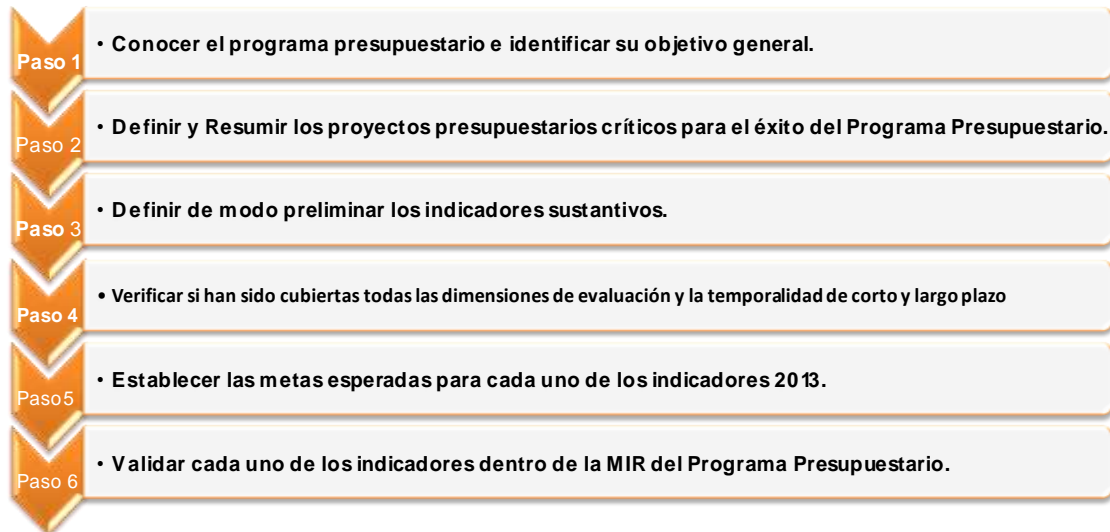 Paso 1
• Conocer el programa presupuestario e identificar su objetivo general.
Paso 2
• Definir y Resumir los proyectos presupuestarios críticos para el éxito del Programa Presupuestario.
Paso 3
• Definir de modo preliminar los indicadores sustantivos.
Paso 4
• Verificar si han sido cubiertas todas las dimensiones de evaluación y la temporalidad de corto y largo plazo
Paso5
• Establecer las metas esperadas para cada uno de los indicadores 2013.
Paso 6
• Validar cada uno de los indicadores dentro de la MIR del Programa Presupuestario.